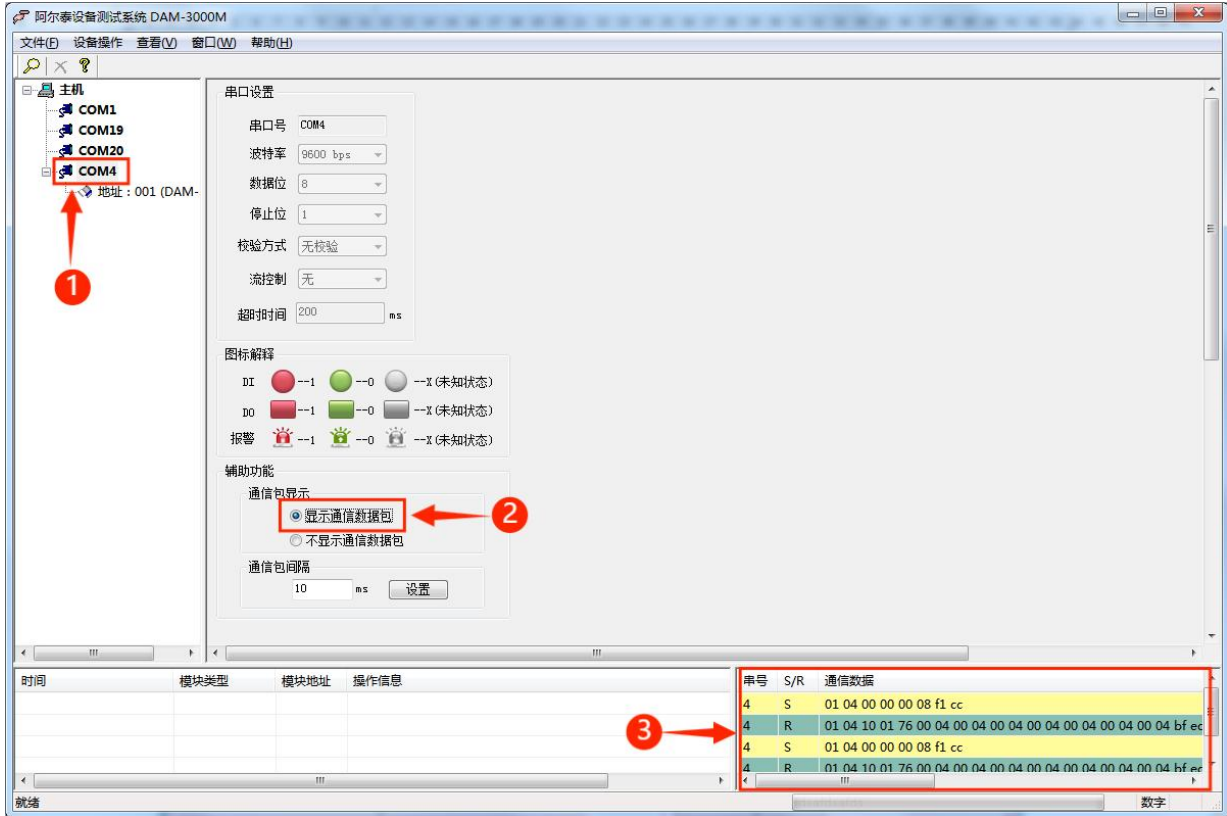 阿尔泰设备测试系统 DAM-3000M
文件(F) 设备操作 查看(V) 窗口(W) 帮助(H)
主机
COM1
COM19
COM20
COM4
地址：001 (DAM-
1
串口设置
串口号 COM4
波特率 9600 bps
数据位 8
停止位 1
校验方式 无校验
流控制 无
超时时间 200 ms
图标解释
DI --1 --0 --X(未知状态)
DO --1 --0 --X(未知状态)
报警 --1 --0 --X(未知状态)
辅助功能
通信包显示
显示通信数据包
2
不显示通信数据包
通信包间隔
10 ms 设置
时间 模块类型 模块地址 操作信息
3
串号 S/R 通信数据
4 S 01 04 00 00 00 08 f1 cc
4 R 01 04 10 01 76 00 04 00 04 00 04 00 04 00 04 00 04 00 04 bf ec
4 S 01 04 00 00 00 08 f1 cc
4 R 01 04 10 01 76 00 04 00 04 00 04 00 04 00 04 00 04 00 04 bf ec
就绪
数字